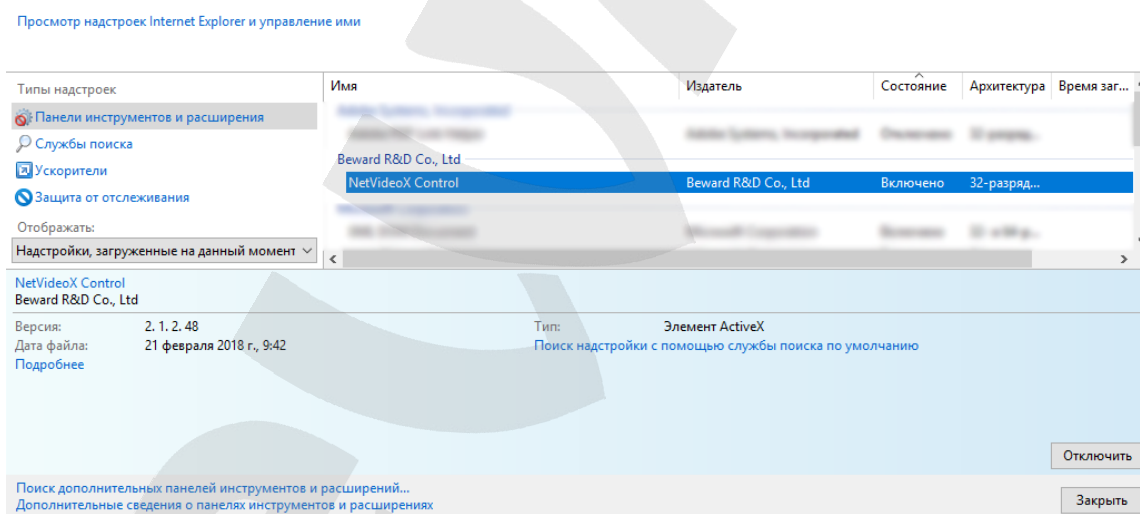 Просмотр надстроек Internet Explorer и управление ими
Типы надстроек
Панели инструментов и расширения
Службы поиска
Ускорители
Защита от отслеживания
Отображать:
Надстройки, загруженные на данный момент
Имя Издатель Состояние Архитектура Время заг...
Beward R&D Co., Ltd
NetVideoX Control Beward R&D Co., Ltd Включено 32-разряд...
NetVideoX Control
Beward R&D Co., Ltd
Версия: 2. 1. 2. 48
Дата файла: 21 февраля 2018 г., 9:42
Подробнее
Тип: Элемент ActiveX
Поиск надстройки с помощью службы поиска по умолчанию
Отключить
Поиск дополнительных панелей инструментов и расширений...
Дополнительные сведения о панелях инструментов и расширениях
Закрыть